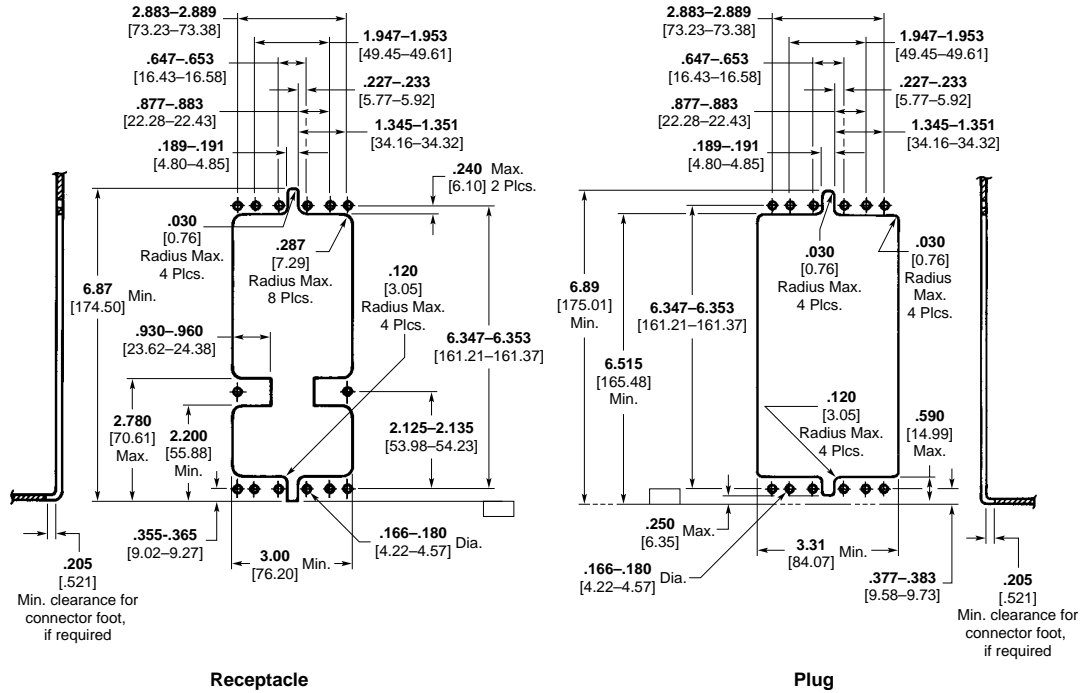 2.883–2.889
[73.23–73.38]
1.947–1.953
[49.45–49.61]
.647–.653
[16.43–16.58]
.227–.233
[5.77–5.92]
.877–.883
[22.28–22.43]
1.345–1.351
[34.16–34.32]
.189–.191
[4.80–4.85]
.240 Max.
[6.10] 2 Plcs.
.030
[0.76]
Radius Max.
4 Plcs.
.287
[7.29]
Radius Max.
8 Plcs.
.120
[3.05]
Radius Max.
4 Plcs.
6.87
[174.50] Min.
.930–.960
[23.62–24.38]
6.347–6.353
[161.21–161.37]
2.780
[70.61]
Max.
2.200
[55.88]
Min.
2.125–2.135
[53.98–54.23]
.355-.365
[9.02–9.27]
3.00
[76.20] Min.
.166–.180
[4.22–4.57] Dia.
.205
[.521]
Min. clearance for
connector foot,
if required
Receptacle
2.883–2.889
[73.23–73.38]
1.947–1.953
[49.45–49.61]
.647–.653
[16.43–16.58]
.227–.233
[5.77–5.92]
.877–.883
[22.28–22.43]
1.345–1.351
[34.16–34.32]
.189–.191
[4.80–4.85]
.030
[0.76]
Radius Max.
4 Plcs.
.030
[0.76]
Radius
Max.
4 Plcs.
6.89
[175.01]
Min.
6.347–6.353
[161.21–161.37]
6.515
[165.48]
Min.
.120
[3.05]
Radius Max.
4 Plcs.
.590
[14.99]
Max.
.250
[6.35] Max.
.166–.180
[4.22–4.57] Dia.
3.31
[84.07] Min.
.377–.383
[9.58–9.73]
.205
[.521]
Min. clearance for
connector foot,
if required
Plug